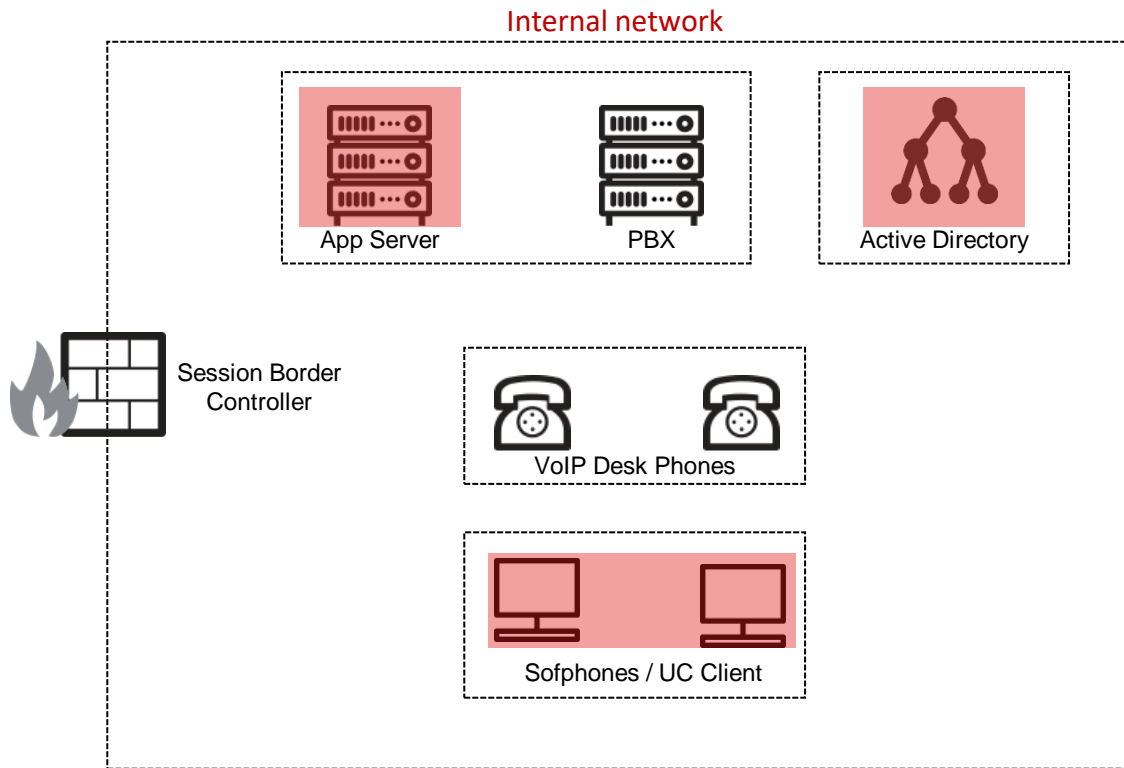 Internal network
App Server
PBX
Active Directory
Session Border
Controller
VoIP Desk Phones
Sofphones / UC Client